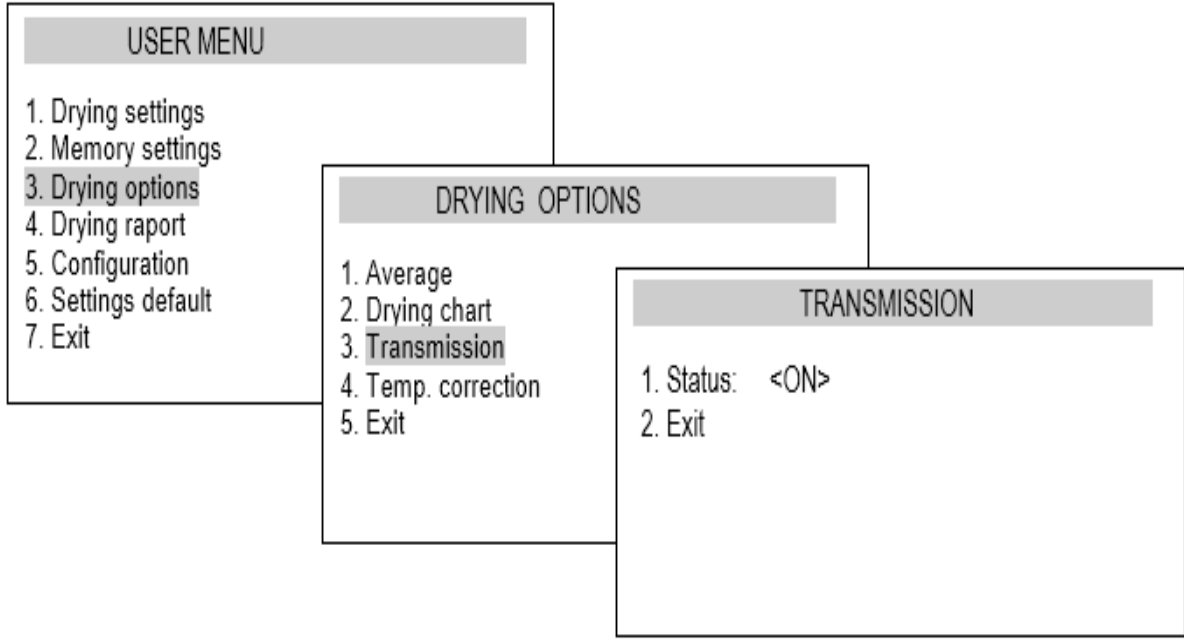 USER MENU
1. Drying settings
2. Memory settings
3. Drying options
4. Drying raport
5. Configuration
6. Settings default
7. Exit
DRYING OPTIONS
1. Average
2. Drying chart
3. Transmission
4. Temp. correction
5. Exit
TRANSMISSION
1. Status: <ON>
2. Exit